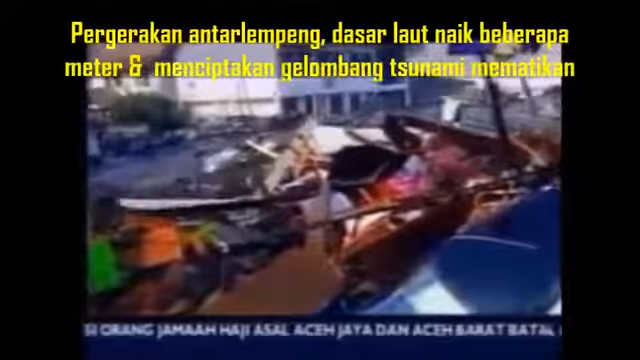 Pergerakan antarlempeng, dasar laut naik beberapa
meter & menciptakan gelombang tsunami mematikan
SI ORANG JAMAAH HAJI ASAL ACEH JAYA DAN ACEH BARAT BATAL